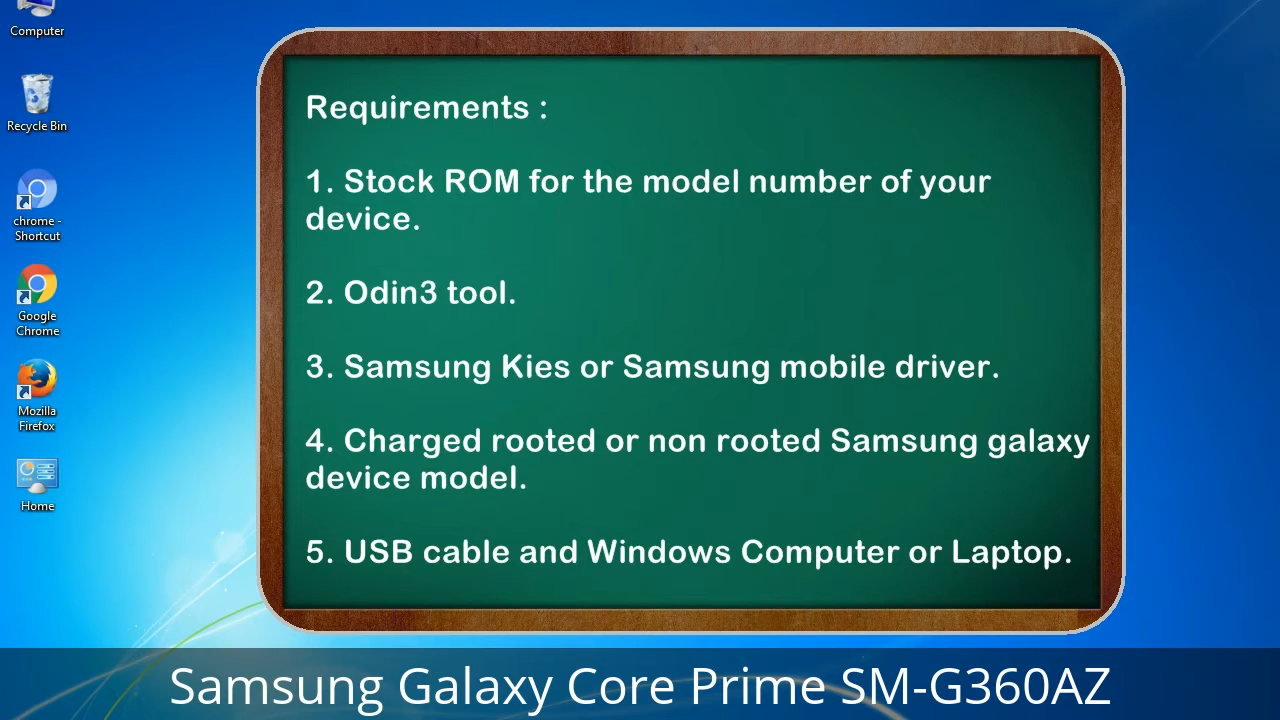 Computer
Recycle Bin
chrome -
Shortcut
Google
Chrome
Mozilla
Firefox
Home
Requirements :
1. Stock ROM for the model number of your
device.
2. Odin3 tool.
3. Samsung Kies or Samsung mobile driver.
4. Charged rooted or non rooted Samsung galaxy
device model.
5. USB cable and Windows Computer or Laptop.
Samsung Galaxy Core Prime SM-G360AZ